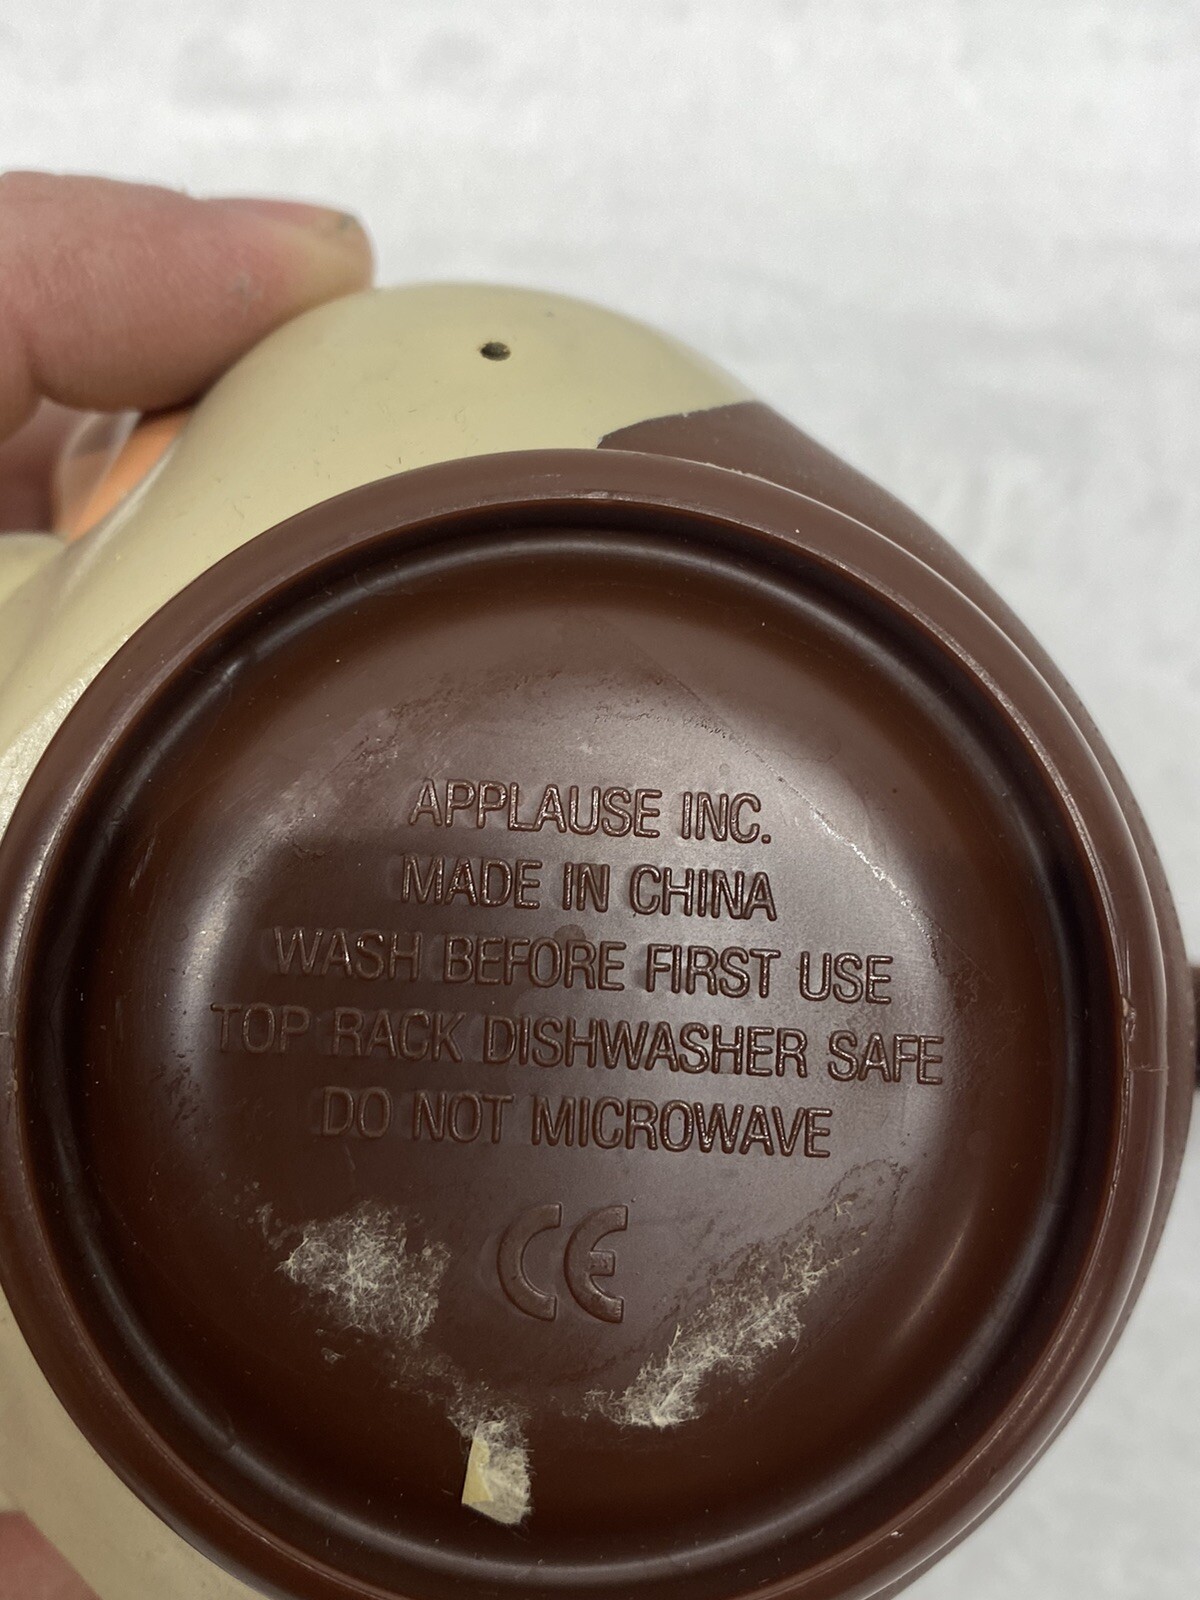 APPLAUSE INC.
MADE IN CHINA
WASH BEFORE FIRST USE
TOP RACK DISHWASHER SAFE
DO NOT MICROWAVE
CE